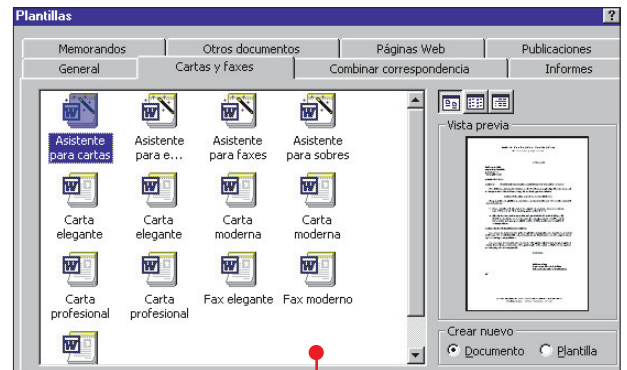 Plantillas ?
Memorandos Otros documentos Páginas Web Publicaciones
General Cartas y faxes Combinar correspondencia Informes
Asistente para cartas
Asistente para e...
Asistente para faxes
Asistente para sobres
Carta elegante
Carta elegante
Carta moderna
Carta moderna
Carta profesional
Carta profesional
Fax elegante
Fax moderno
Vista previa
Crear nuevo
Documento Plantilla